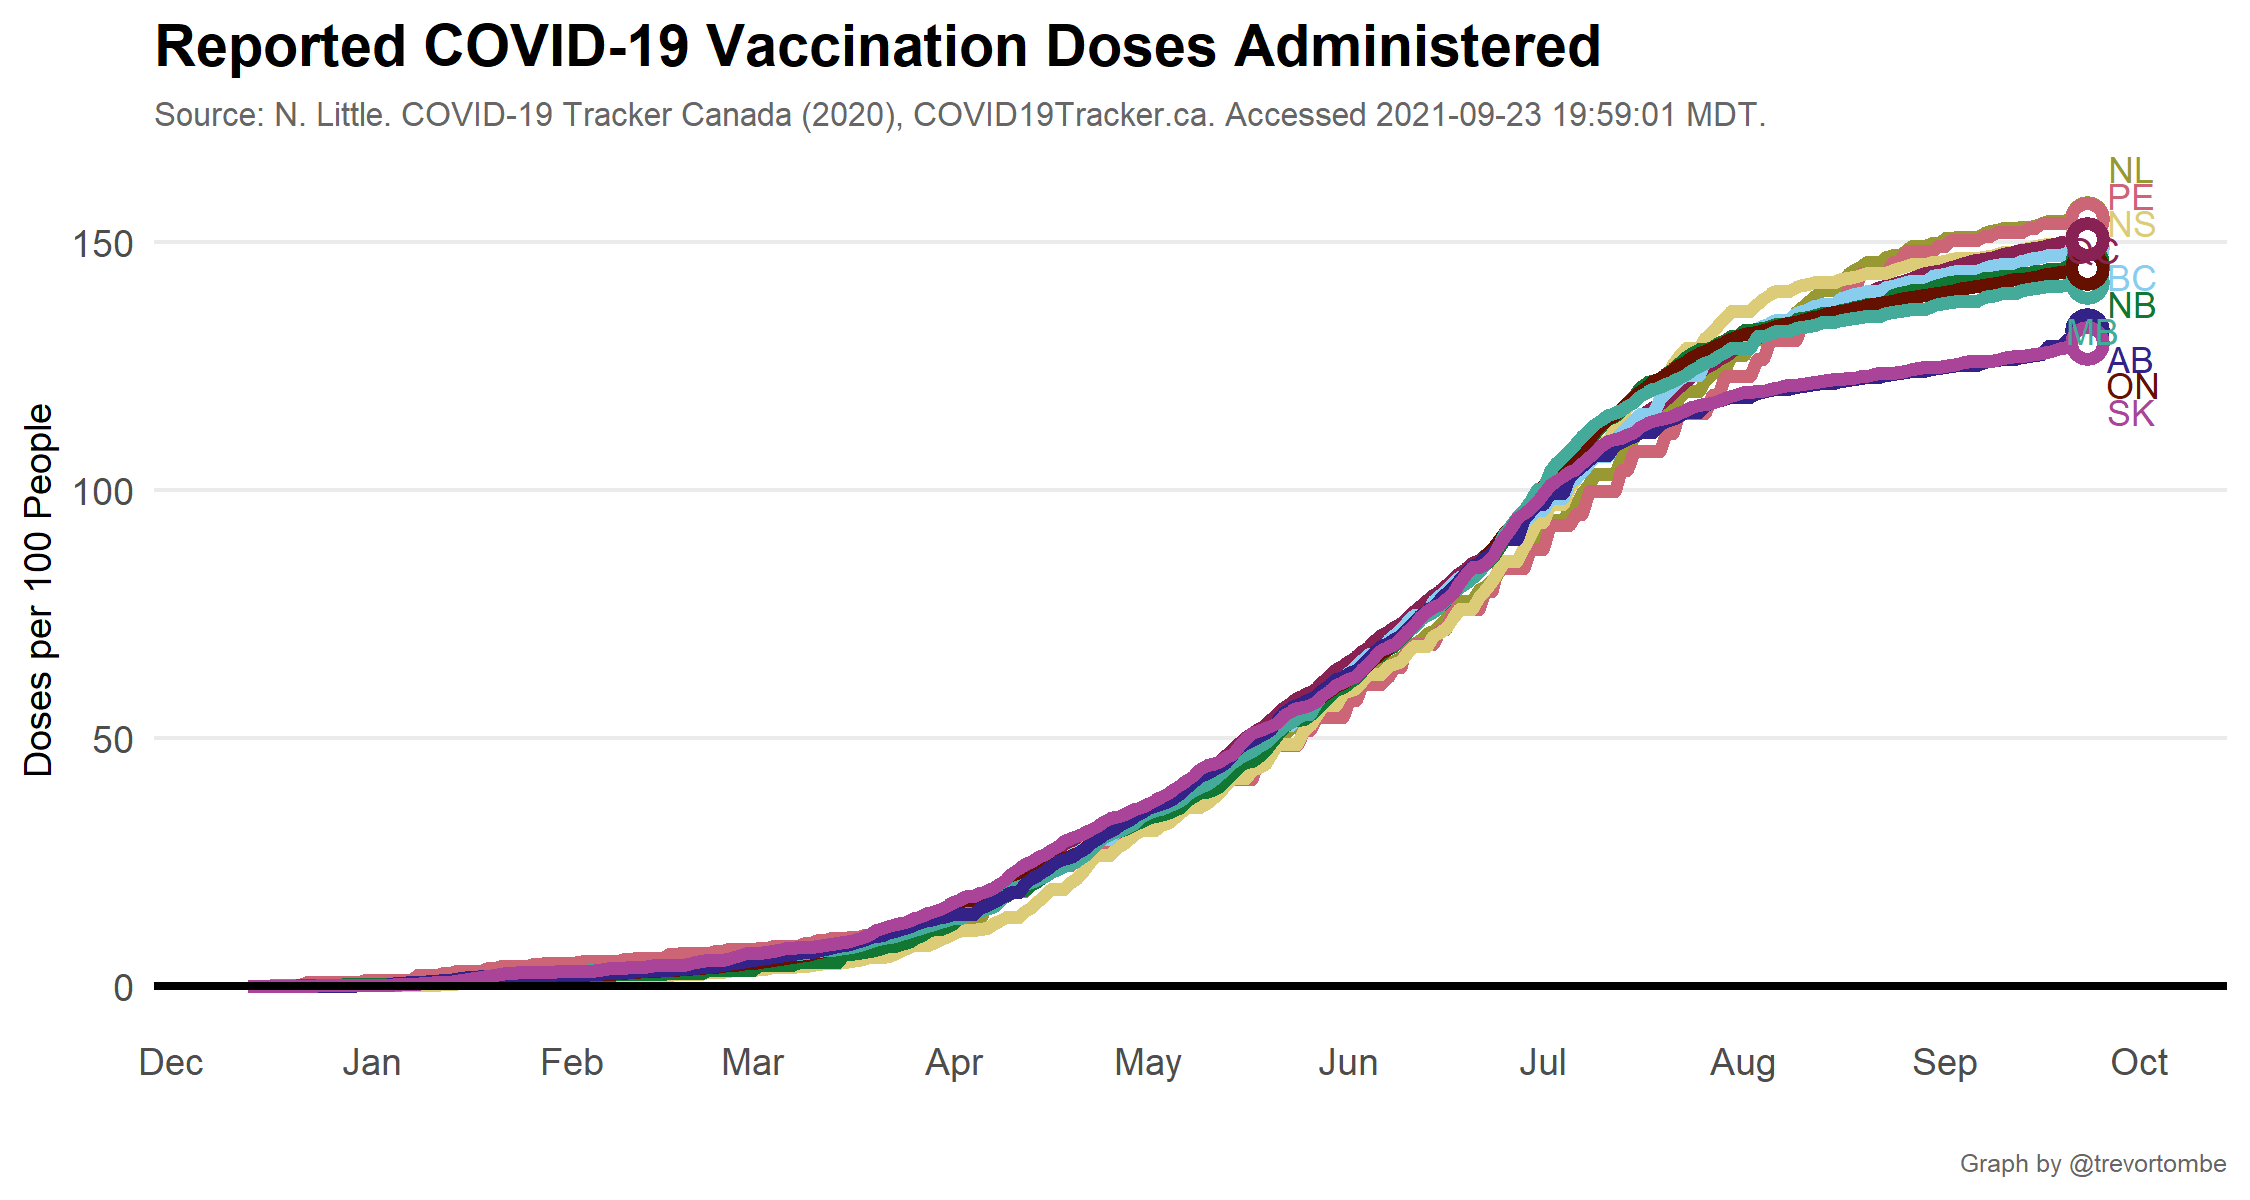 Reported COVID-19 Vaccination Doses Administered
Source: N. Little. COVID-19 Tracker Canada (2020), COVID19Tracker.ca. Accessed 2021-09-23 19:59:01 MDT.
NL
PE
NS
QC
BC
NB
MB
AB
ON
SK
150
100
50
0
Doses per 100 People
Dec Jan Feb Mar Apr May Jun Jul Aug Sep Oct
Graph by @trevortombe